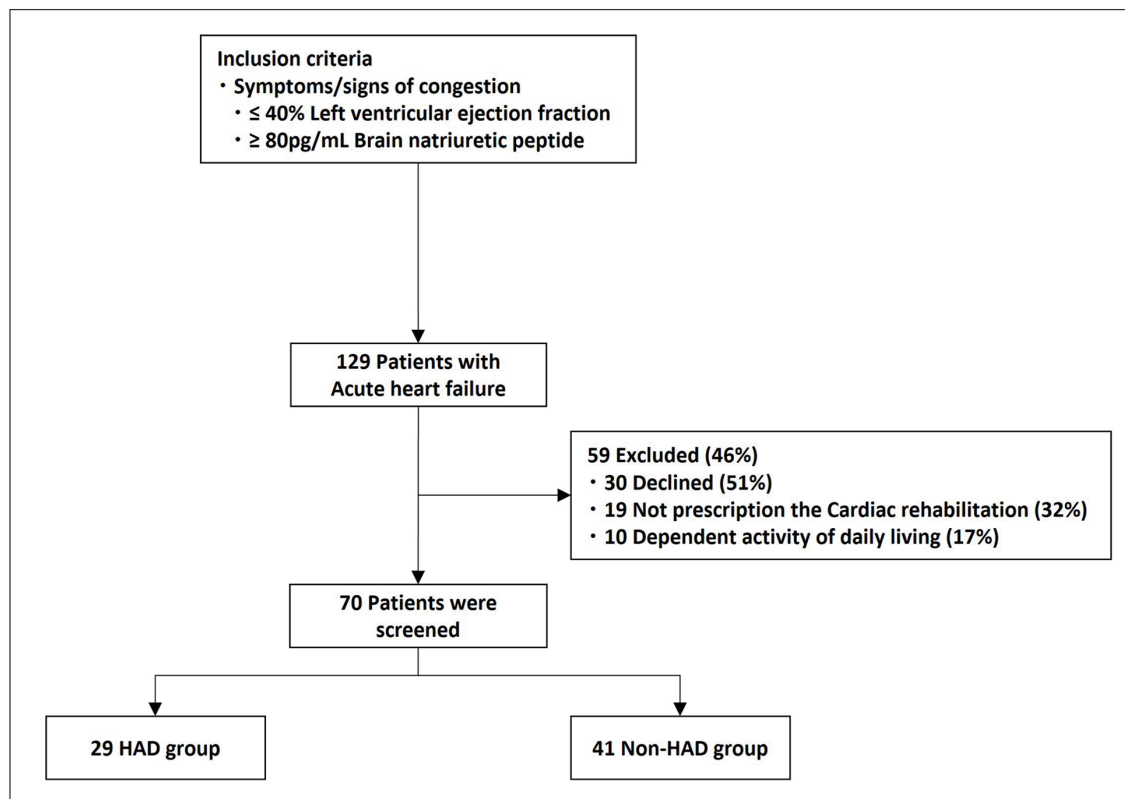 Inclusion criteria
・Symptoms/signs of congestion
・≤ 40% Left ventricular ejection fraction
・≥ 80pg/mL Brain natriuretic peptide
129 Patients with
Acute heart failure
59 Excluded (46%)
・30 Declined (51%)
・19 Not prescription the Cardiac rehabilitation (32%)
・10 Dependent activity of daily living (17%)
70 Patients were
screened
29 HAD group
41 Non-HAD group